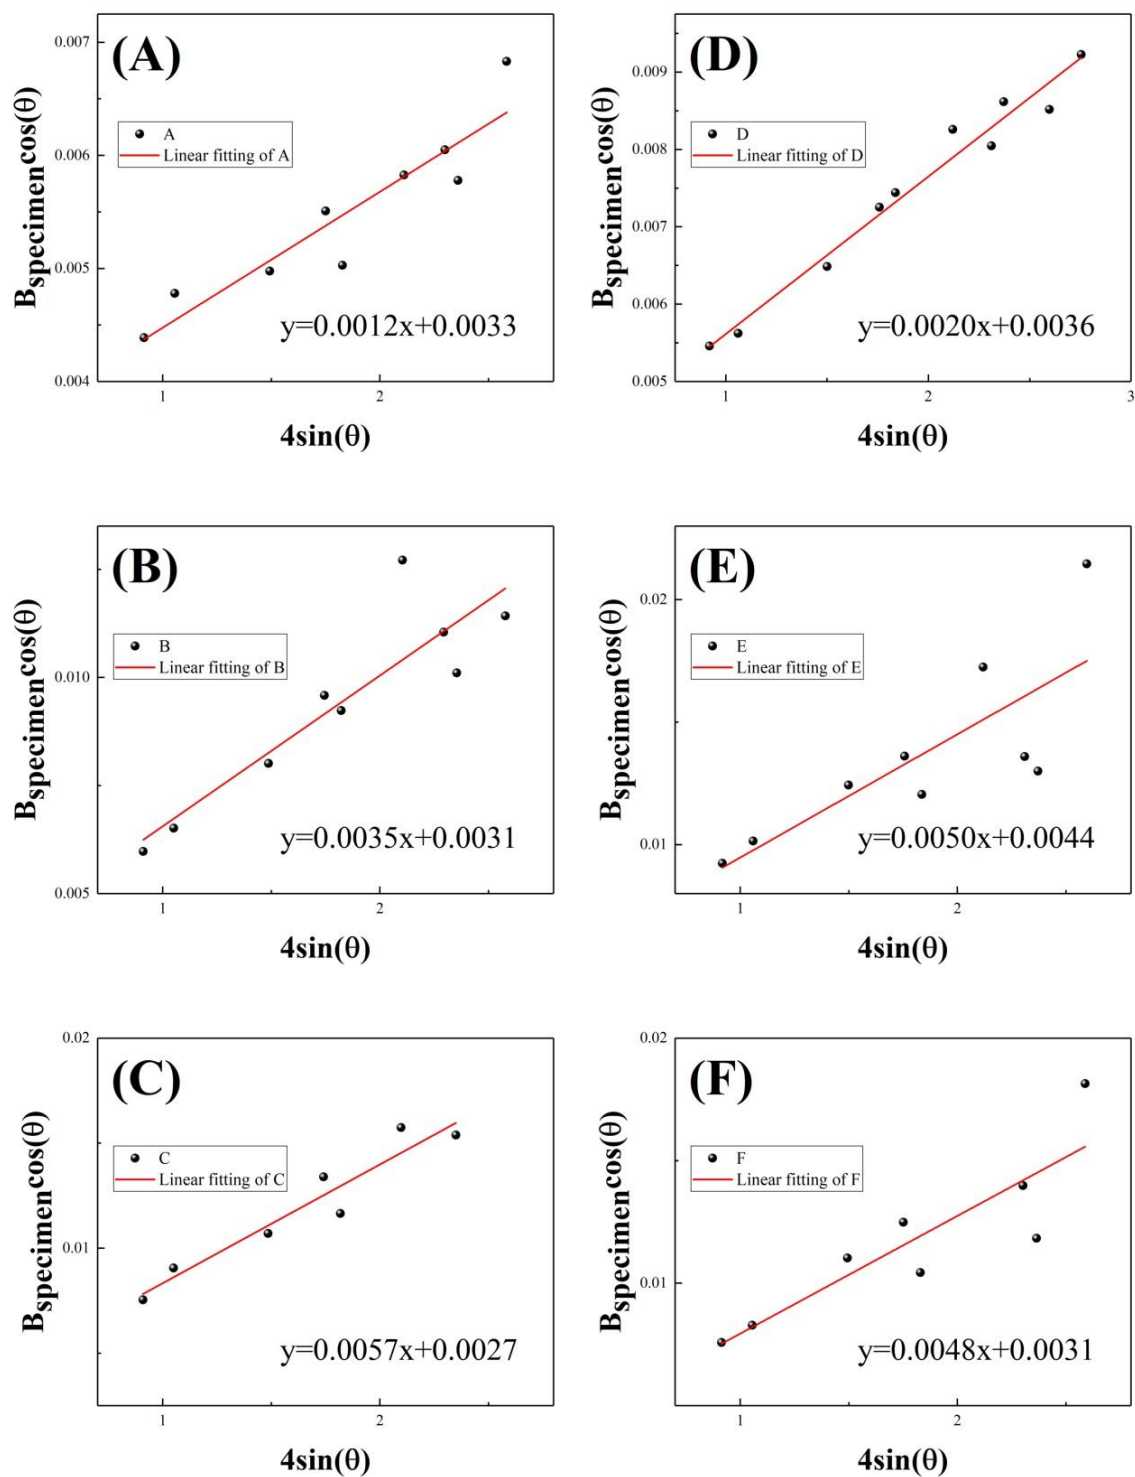 (A)
0.007
0.006
0.005
0.004
Bspecimencos(θ)
A
Linear fitting of A
y=0.0012x+0.0033
1
2
4sin(θ)
(D)
0.009
0.008
0.007
0.006
0.005
Bspecimencos(θ)
D
Linear fitting of D
y=0.0020x+0.0036
1
2
3
4sin(θ)
(B)
0.010
0.005
Bspecimencos(θ)
B
Linear fitting of B
y=0.0035x+0.0031
1
2
4sin(θ)
(E)
0.02
0.01
Bspecimencos(θ)
E
Linear fitting of E
y=0.0050x+0.0044
1
2
4sin(θ)
(C)
0.02
0.01
Bspecimencos(θ)
C
Linear fitting of C
y=0.0057x+0.0027
1
2
4sin(θ)
(F)
0.02
0.01
Bspecimencos(θ)
F
Linear fitting of F
y=0.0048x+0.0031
1
2
4sin(θ)